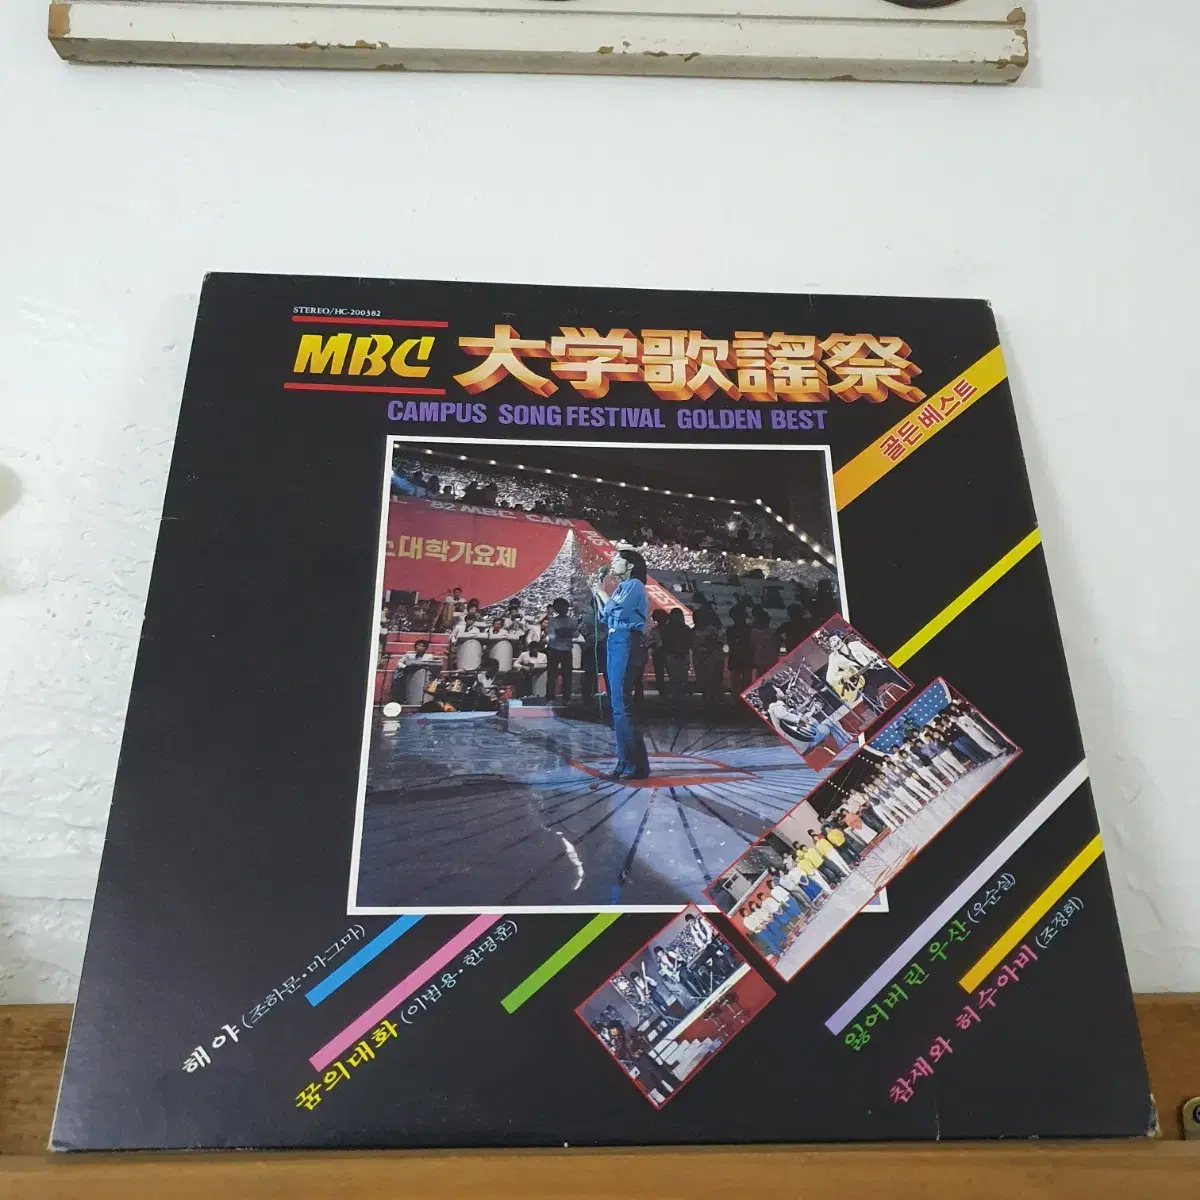 STEREO/HC-200382
MBC 大学歌謠祭
CAMPUS SONG FESTIVAL GOLDEN BEST
골든 베스트
'82 MBC CAM
대학가요제
해야 (조하문·마그마)
꿈의대화 (이범용·한명훈)
잃어버린 우산 (우순실)
참새와 허수아비 (조정희)